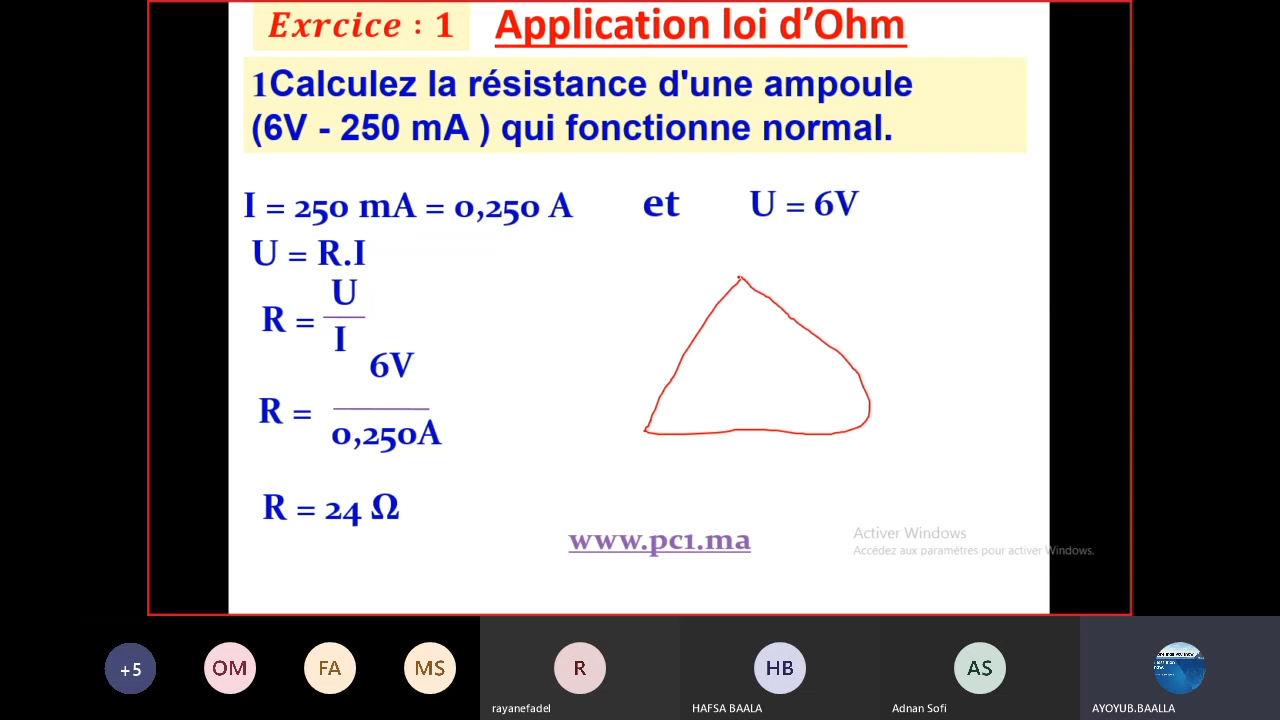 Exrcice : 1 Application loi d’Ohm
1Calculez la résistance d'une ampoule
(6V - 250 mA ) qui fonctionne normal.
I = 250 mA = 0,250 A et U = 6V
U = R.I
R = U
I
6V
R =
0,250A
R = 24 Ω
www.pc1.ma
Activer Windows
Accédez aux paramètres pour activer Windows.
+5 OM FA MS R HB AS
rayanefadel HAFSA BAALA Adnan Sofi AYOYUB.BAALLA